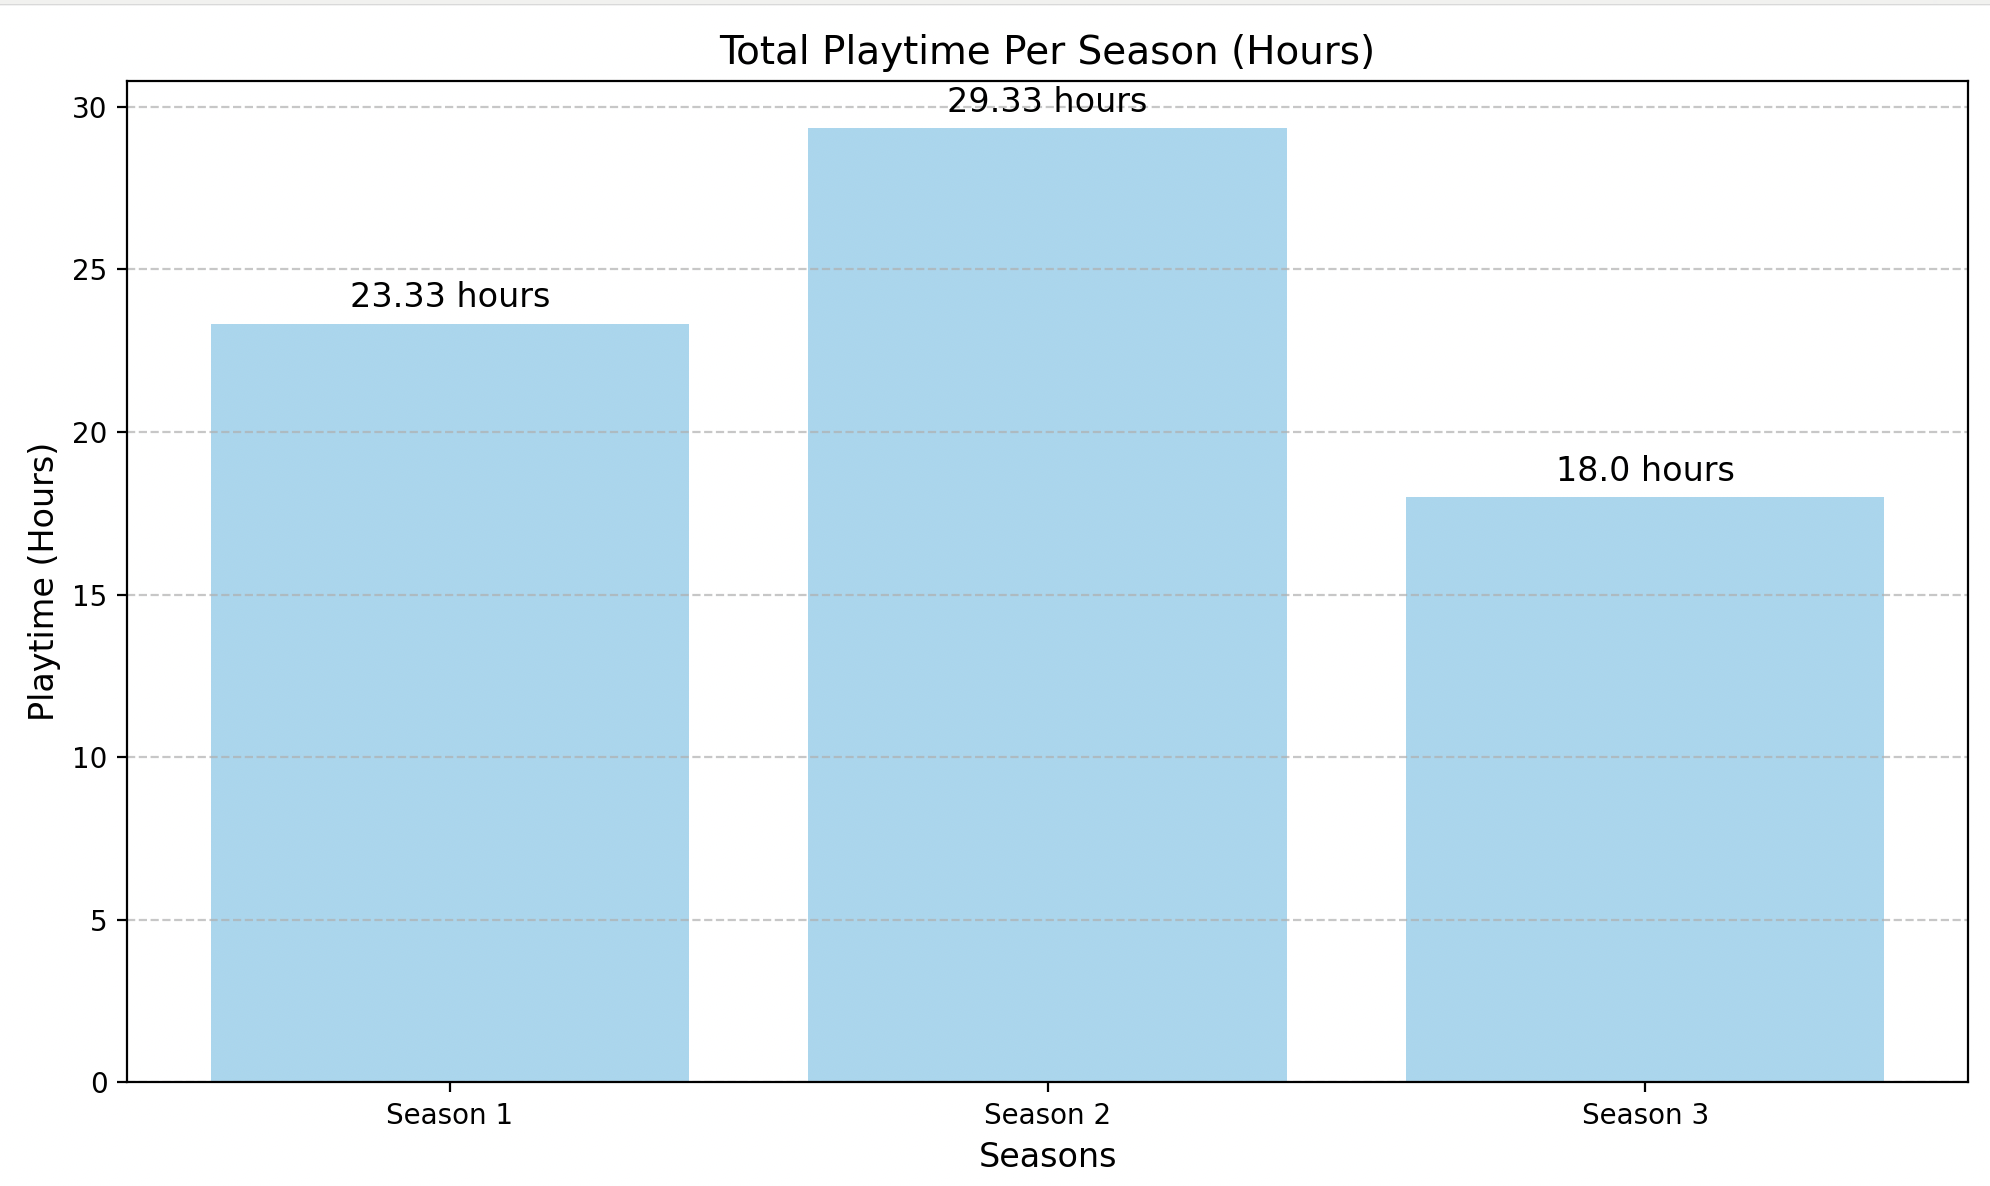 Total Playtime Per Season (Hours)
30
29.33 hours
25
23.33 hours
20
18.0 hours
15
10
5
0
Playtime (Hours)
Season 1
Season 2
Season 3
Seasons